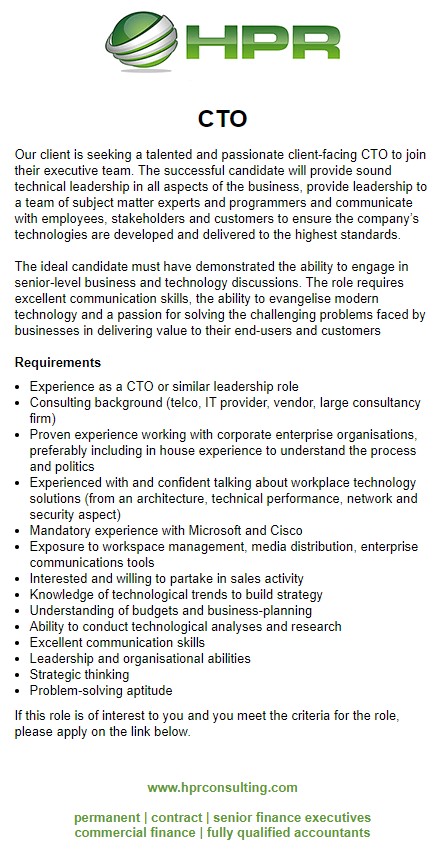 HPR
CTO
Our client is seeking a talented and passionate client-facing CTO to join
their executive team. The successful candidate will provide sound
technical leadership in all aspects of the business, provide leadership to
a team of subject matter experts and programmers and communicate
with employees, stakeholders and customers to ensure the company's
technologies are developed and delivered to the highest standards.
The ideal candidate must have demonstrated the ability to engage in
senior-level business and technology discussions. The role requires
excellent communication skills, the ability to evangelise modern
technology and a passion for solving the challenging problems faced by
businesses in delivering value to their end-users and customers
Requirements
• Experience as a CTO or similar leadership role
• Consulting background (telco, IT provider, vendor, large consultancy
firm)
• Proven experience working with corporate enterprise organisations,
preferably including in house experience to understand the process
and politics
• Experienced with and confident talking about workplace technology
solutions (from an architecture, technical performance, network and
security aspect)
• Mandatory experience with Microsoft and Cisco
• Exposure to workspace management, media distribution, enterprise
communications tools
• Interested and willing to partake in sales activity
• Knowledge of technological trends to build strategy
• Understanding of budgets and business-planning
• Ability to conduct technological analyses and research
• Excellent communication skills
• Leadership and organisational abilities
• Strategic thinking
• Problem-solving aptitude
If this role is of interest to you and you meet the criteria for the role,
please apply on the link below.
www.hprconsulting.com
permanent | contract | senior finance executives
commercial finance | fully qualified accountants